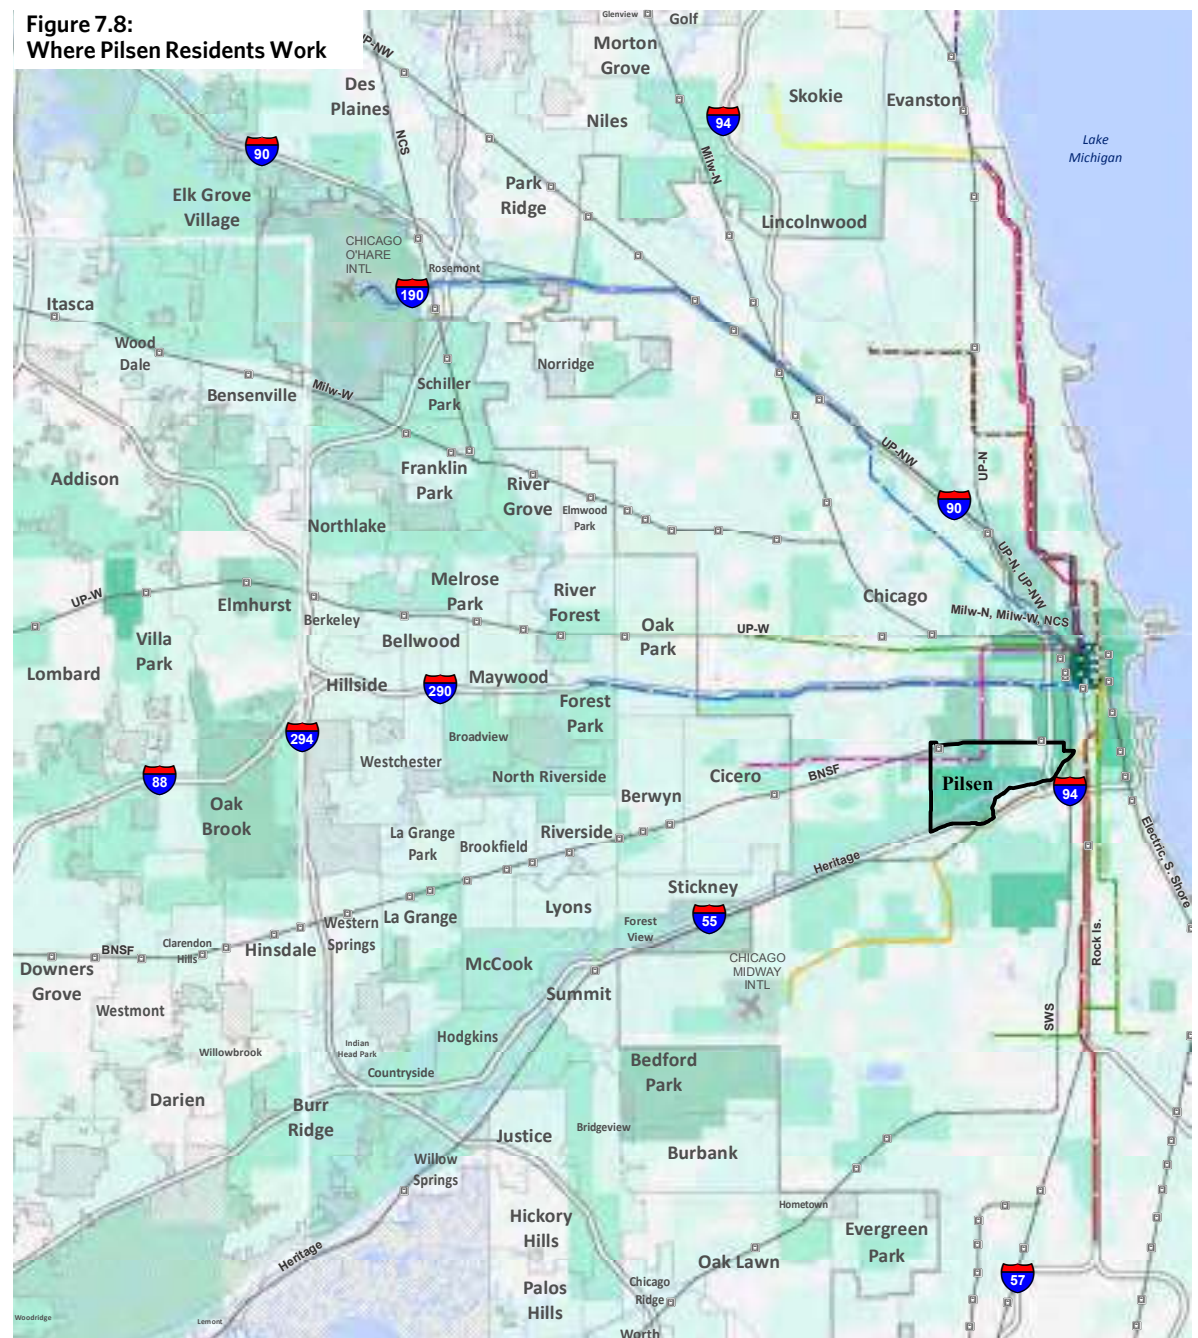 Figure 7.8:
Where Pilsen Residents Work
Glenview
Golf
UP-NW
Morton
Grove
Des
Plaines
Skokie
Evanston
Niles
94
NCS
Milw-N
Lake
Michigan
90
Elk Grove
Village
Park
Ridge
Lincolnwood
CHICAGO
O'HARE
INTL
Rosemont
190
Itasca
Wood
Dale
Bensenville
Milw-W
Norridge
Schiller
Park
Addison
Franklin
Park
River
Grove
Elmwood
Park
Northlake
UP-NW
UP-N
90
UP-N, UP-NW
Melrose
Park
River
Forest
Chicago
UP-W
Elmhurst
Berkeley
Milw-N, Milw-W, NCS
Villa
Park
Bellwood
Oak
Park
UP-W
Lombard
Hillside
290
Maywood
Forest
Park
294
Broadview
Westchester
North Riverside
Cicero
BNSF
Pilsen
88
Berwyn
94
Oak
Brook
La Grange
Park
Brookfield
Riverside
Heritage
Electric, S. Shore
Stickney
Western
Springs
La Grange
Lyons
Forest
View
55
Rock Is.
BNSF
Clarendon
Hills
Hinsdale
Downers
Grove
McCook
CHICAGO
MIDWAY
INTL
Summit
Westmont
SWS
Hodgkins
Willowbrook
Indian
Head Park
Countryside
Bedford
Park
Darien
Burr
Ridge
Justice
Bridgeview
Burbank
Willow
Springs
Hometown
Hickory
Hills
Evergreen
Park
Heritage
Oak Lawn
57
Palos
Hills
Chicago
Ridge
Woodridge
Lemont
Worth